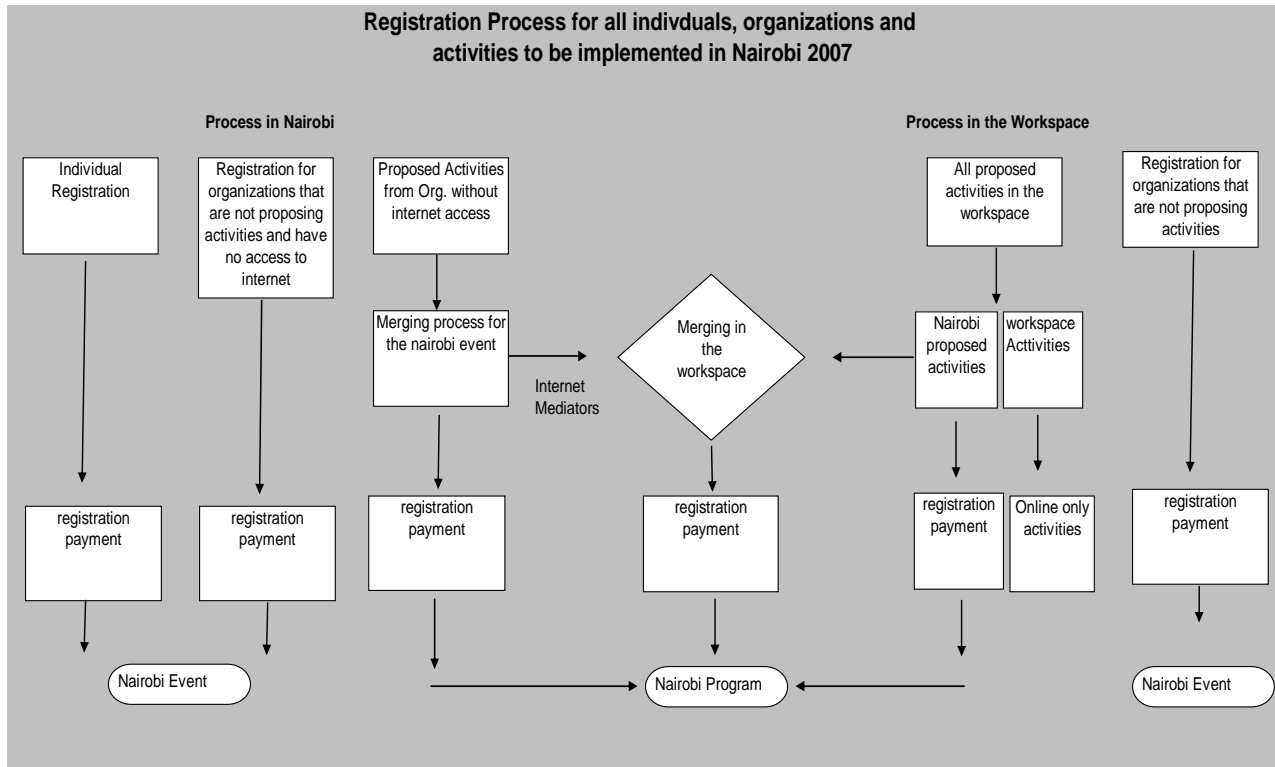 Registration Process for all indivduals, organizations and
activities to be implemented in Nairobi 2007
Process in Nairobi
Process in the Workspace
Individual
Registration
Registration for
organizations that
are not proposing
activities and have
no access to
internet
Proposed Activities
from Org. without
internet access
All proposed
activities in the
workspace
Registration for
organizations that
are not proposing
activities
Merging process for
the nairobi event
Internet
Mediators
Merging in
the
workspace
Nairobi
proposed
activities
workspace
Acttivities
registration
payment
registration
payment
registration
payment
registration
payment
registration
payment
Online only
activities
registration
payment
Nairobi Event
Nairobi Program
Nairobi Event